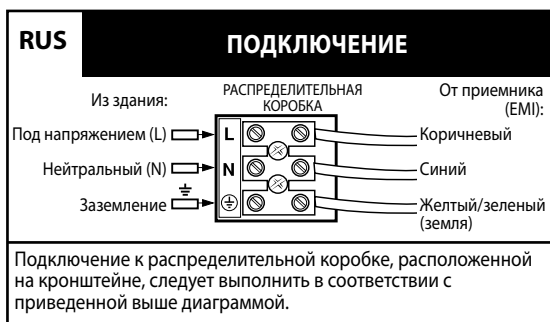 RUS
ПОДКЛЮЧЕНИЕ
Из здания:
РАСПРЕДЕЛИТЕЛЬНАЯ
КОРОБКА
От приемника
(EMI):
Под напряжением (L)
L
Коричневый
Нейтральный (N)
N
Синий
Заземление
Желтый/зеленый
(земля)
Подключение к распределительной коробке, расположенной
на кронштейне, следует выполнить в соответствии с
приведенной выше диаграммой.